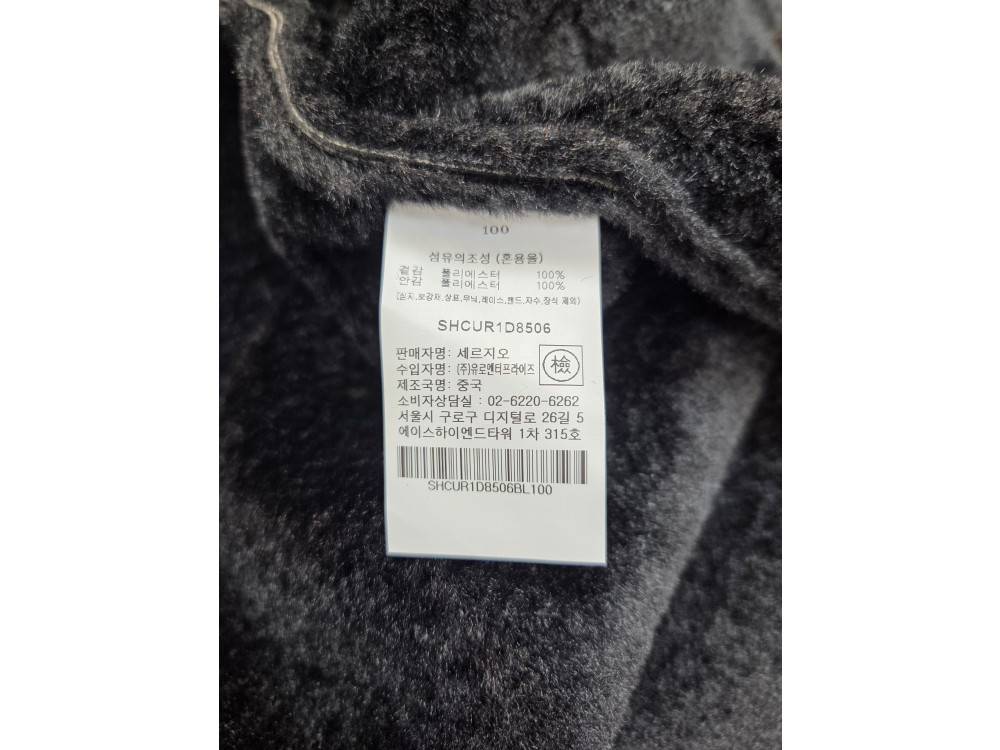 100
섬유의조성 (혼용율)
겉감 폴리에스터 100%
안감 폴리에스터 100%
(심지,보강재,상표,무늬,레이스,밴드,자수,장식 제외)
SHCUR1D8506
판매자명: 세르지오
수입자명: (주)유로멘티프라이즈
檢
제조국명: 중국
소비자상담실 : 02-6220-6262
서울시 구로구 디지털로 26길 5
에이스하이엔드타워 1차 315호
SHCUR1D8506BL100